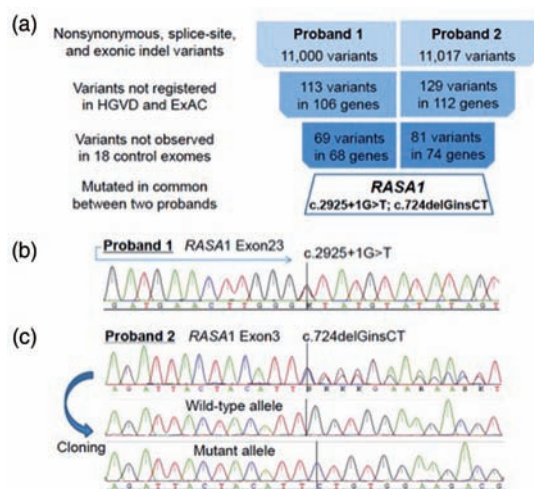 (a)
Nonsynonymous, splice-site,
and exonic indel variants
Proband 1
11,000 variants
Proband 2
11,017 variants
Variants not registered
in HGVD and ExAC
113 variants
in 106 genes
129 variants
in 112 genes
Variants not observed
in 18 control exomes
69 variants
in 68 genes
81 variants
in 74 genes
Mutated in common
between two probands
RASA1
c.2925+1G>T; c.724delGinsCT
(b)
Proband 1 RASA1 Exon23 c.2925+1G>T
(c)
Proband 2 RASA1 Exon3 c.724delGinsCT
Wild-type allele
Cloning
Mutant allele